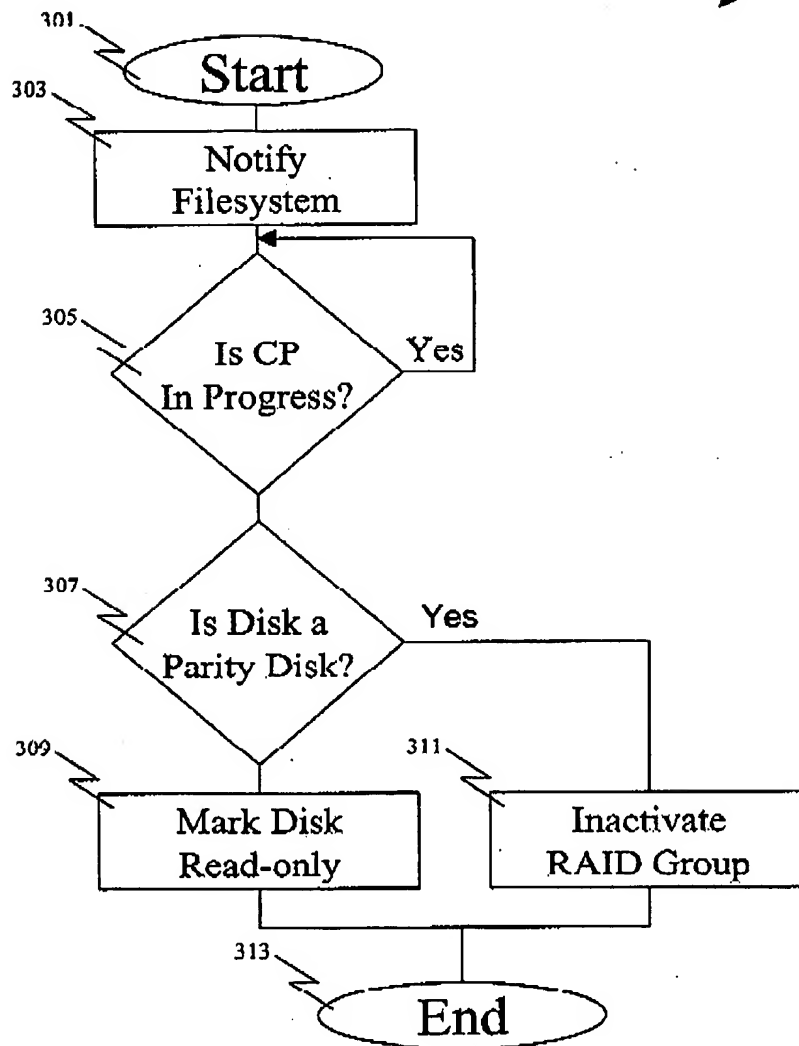 301
Start
303
Notify
Filesystem
305
Is CP
In Progress?
Yes
307
Is Disk a
Parity Disk?
Yes
309
Mark Disk
Read-only
311
Inactivate
RAID Group
313
End